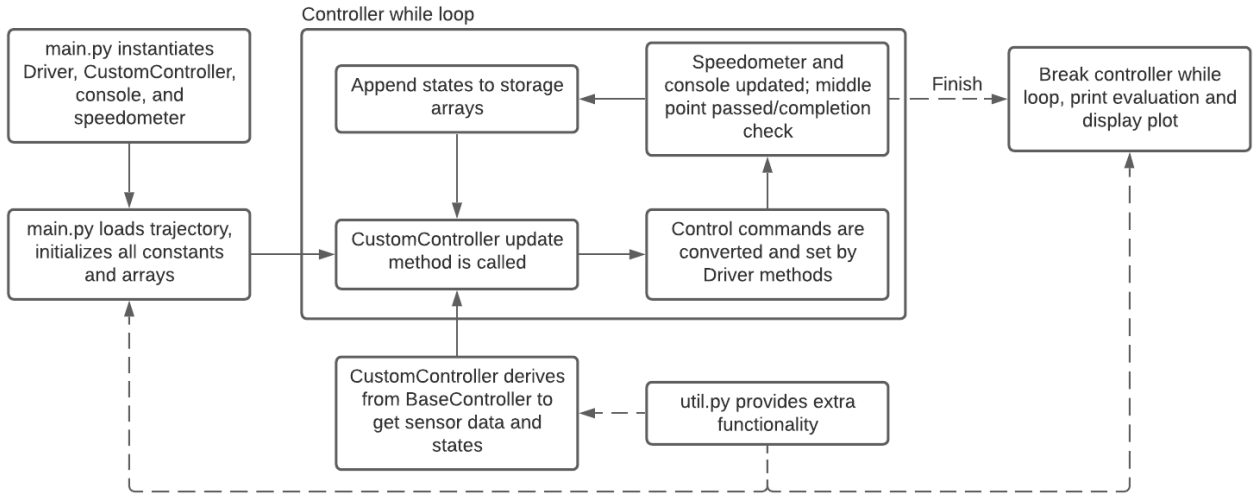 Controller while loop
main.py instantiates
Driver, CustomController,
console, and
speedometer
Append states to storage
arrays
Speedometer and
console updated; middle
point passed/completion
check
Finish
Break controller while
loop, print evaluation and
display plot
main.py loads trajectory,
initializes all constants
and arrays
CustomController update
method is called
Control commands are
converted and set by
Driver methods
CustomController derives
from BaseController to
get sensor data and
states
util.py provides extra
functionality